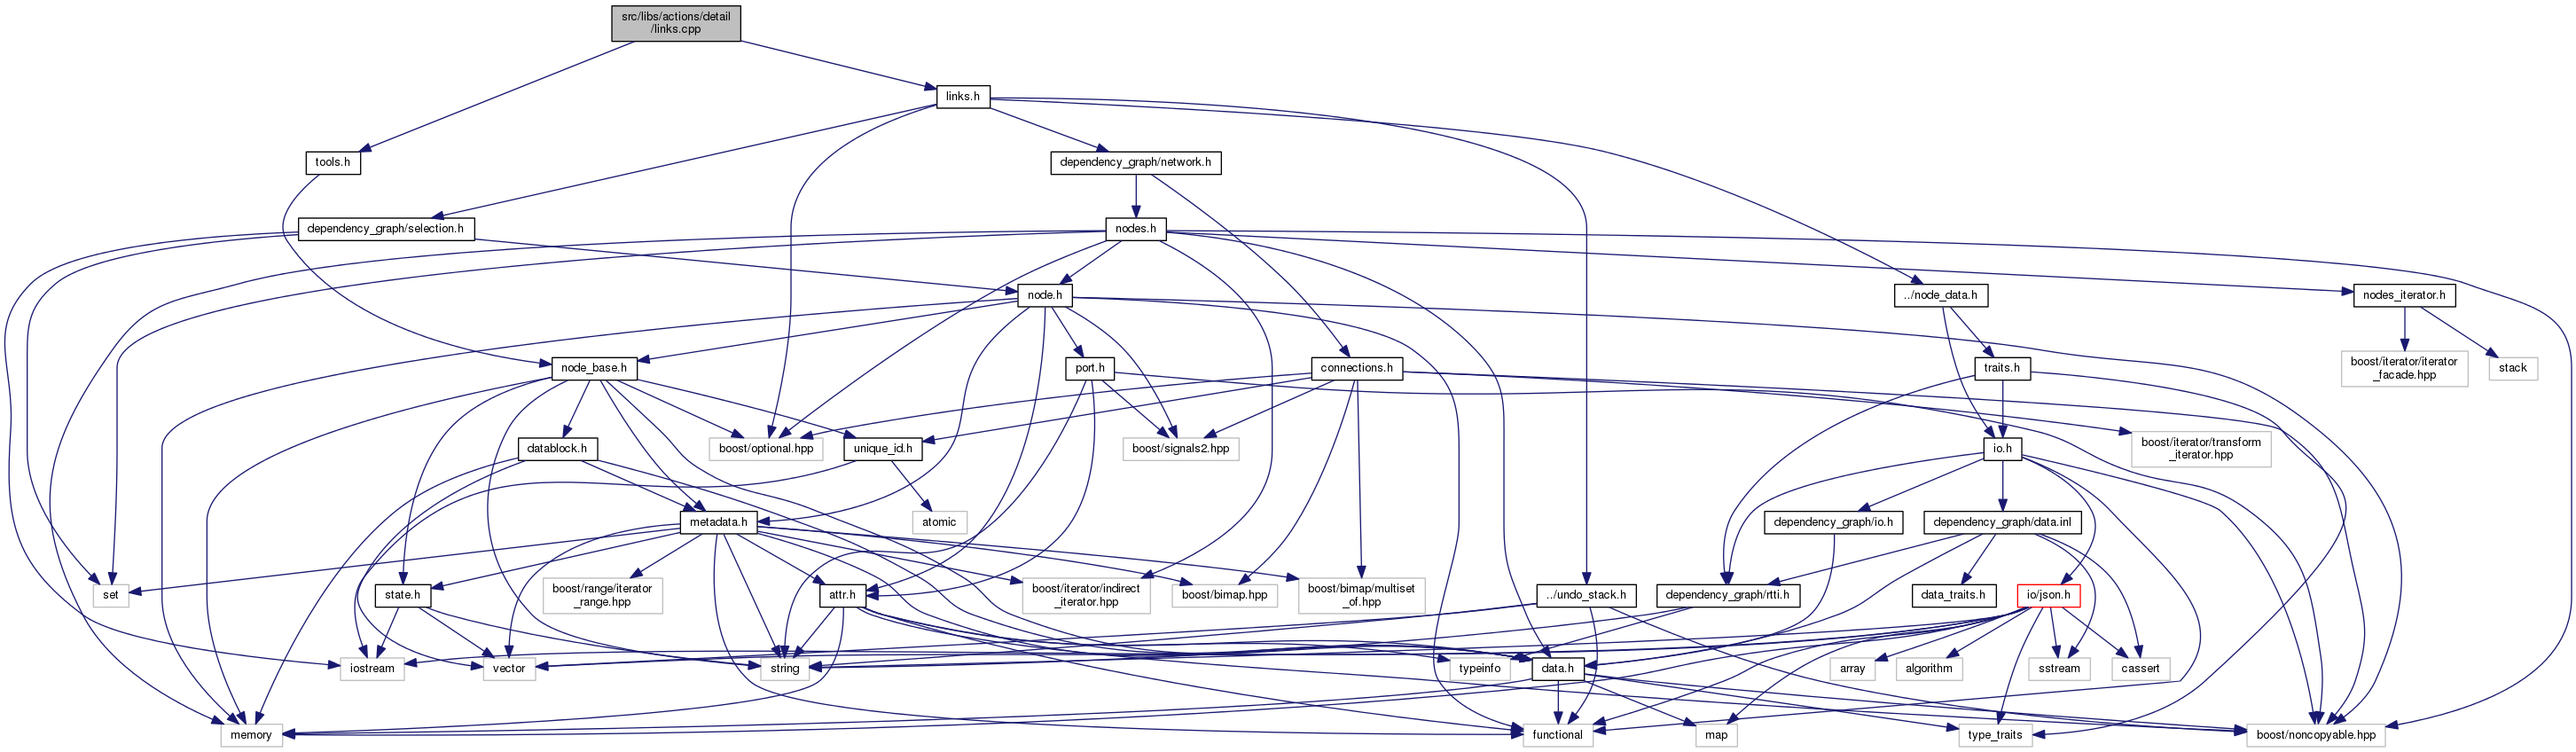 src/libs/actions/detail
/links.cpp
links.h
tools.h
dependency_graph/network.h
dependency_graph/selection.h
nodes.h
node.h
../node_data.h
nodes_iterator.h
node_base.h
port.h
connections.h
traits.h
boost/iterator/iterator
_facade.hpp
stack
datablock.h
boost/optional.hpp
unique_id.h
boost/signals2.hpp
boost/iterator/transform
_iterator.hpp
io.h
metadata.h
atomic
dependency_graph/io.h
dependency_graph/data.inl
set
state.h
boost/range/iterator
_range.hpp
attr.h
boost/iterator/indirect
_iterator.hpp
boost/bimap.hpp
boost/bimap/multiset
_of.hpp
../undo_stack.h
dependency_graph/rtti.h
data_traits.h
io/json.h
iostream
vector
string
typeinfo
data.h
array
algorithm
sstream
cassert
memory
functional
map
type_traits
boost/noncopyable.hpp